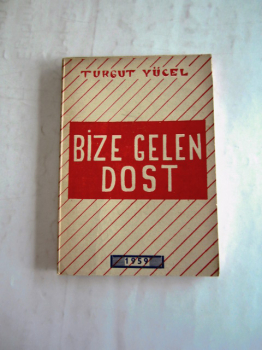 TURGUT YÜCEL
BİZE GELEN
DOST
1959